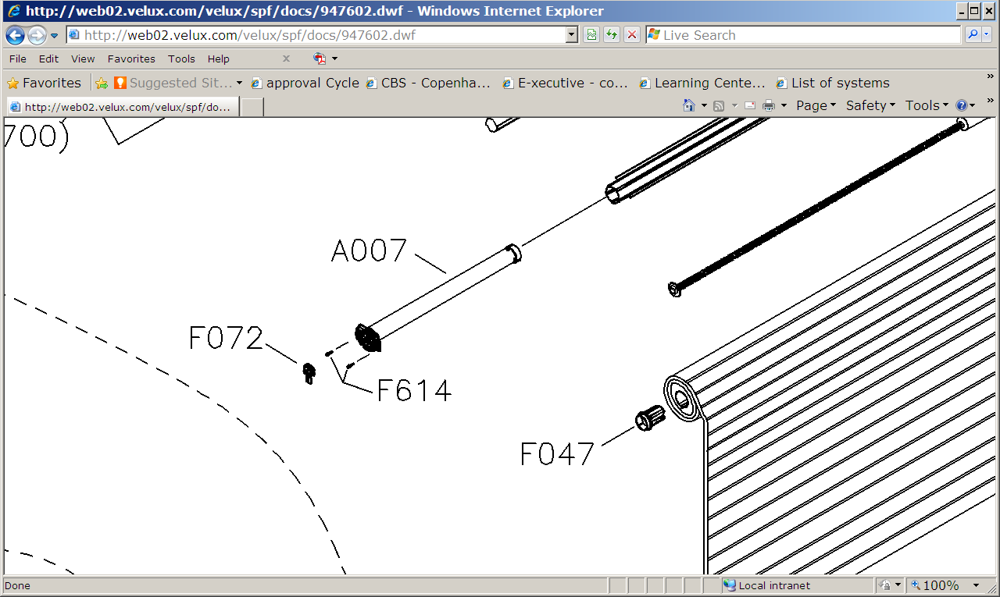 http://web02.velux.com/velux/spf/docs/947602.dwf - Windows Internet Explorer
http://web02.velux.com/velux/spf/docs/947602.dwf
Live Search
File Edit View Favorites Tools Help
Favorites Suggested Sit... approval Cycle CBS - Copenha... E-xecutive - co... Learning Cente... List of systems
http://web02.velux.com/velux/spf/do... Page Safety Tools
700)
A007
F072
F614
F047
Done Local intranet 100%